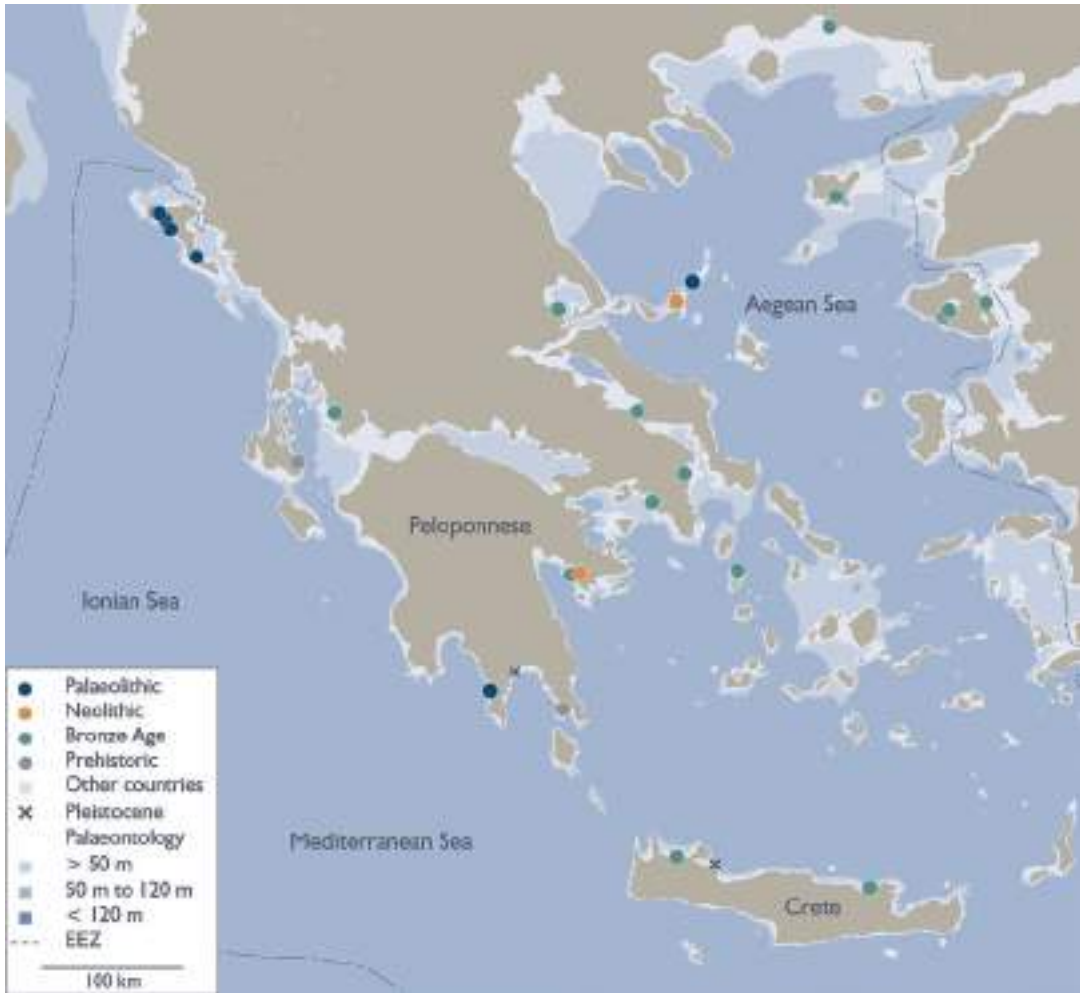 Aegean Sea
Peloponnese
Ionian Sea
Palaeolithic
Neolithic
Bronze Age
Prehistoric
Other countries
Pleistocene
Palaeontology
> 50 m
50 m to 120 m
< 120 m
EEZ
100 km
Mediterranean Sea
Crete